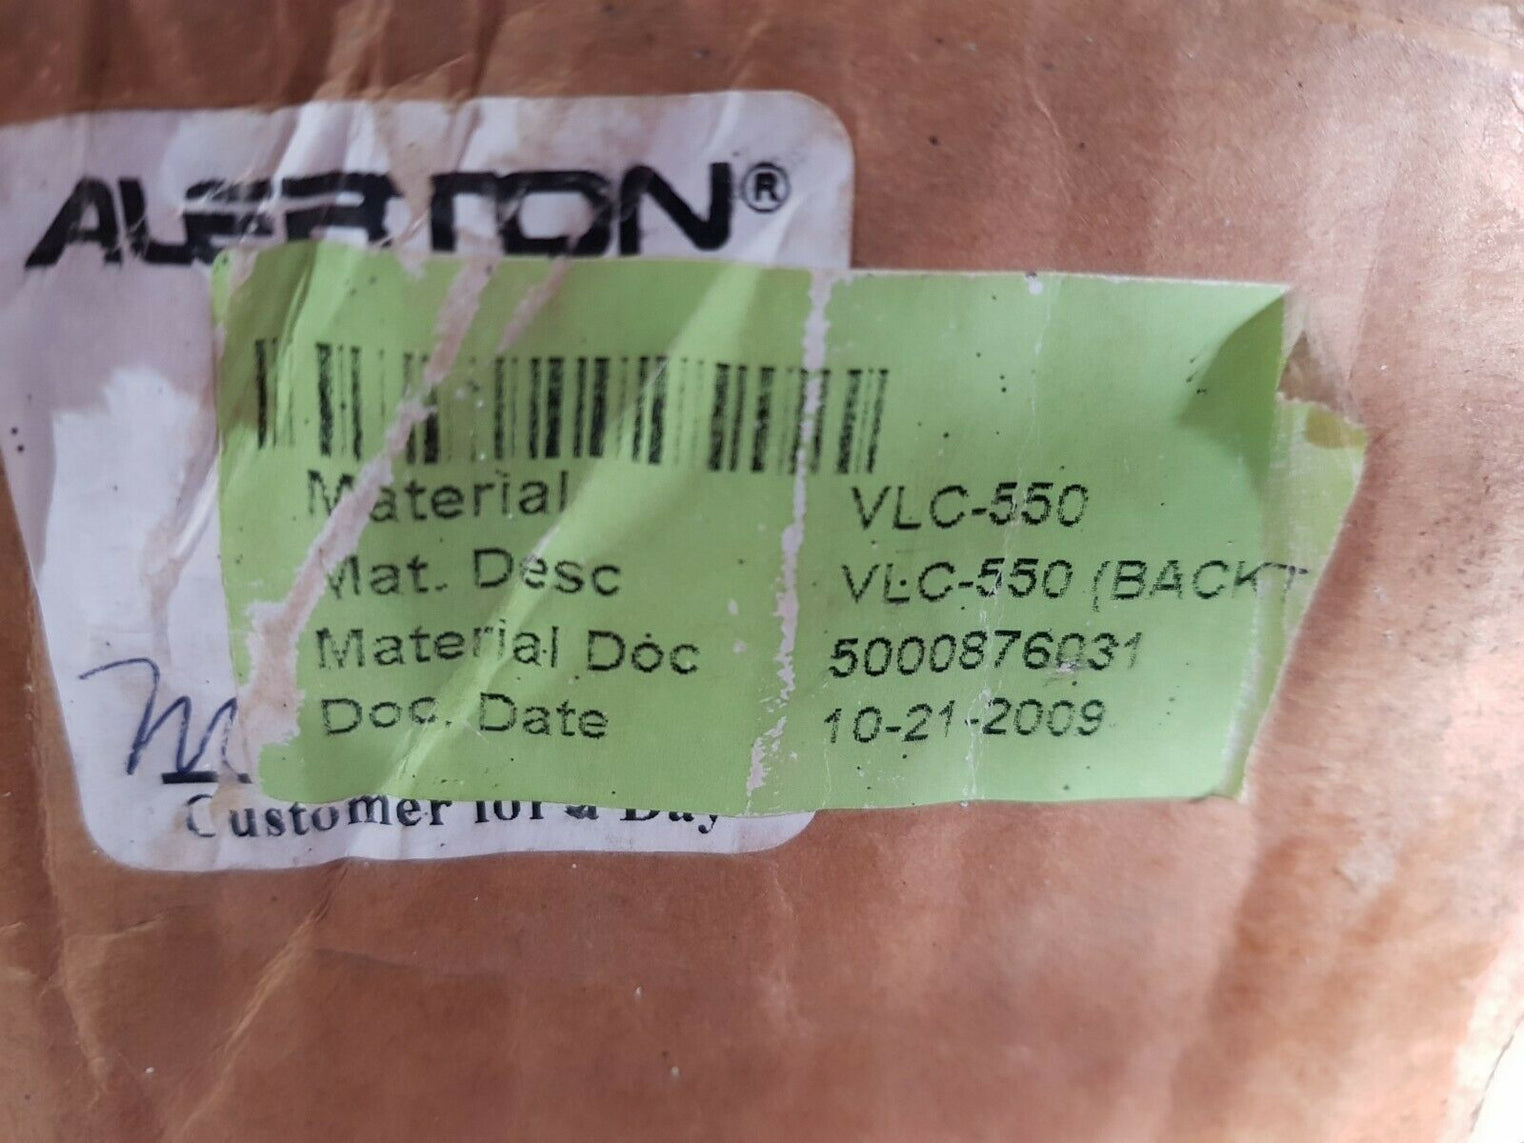 ALERTON®
Material VLC-550
Mat. Desc VLC-550 (BACKT
Material Doc 5000876031
Doc. Date 10-21-2009
Customer for a Day